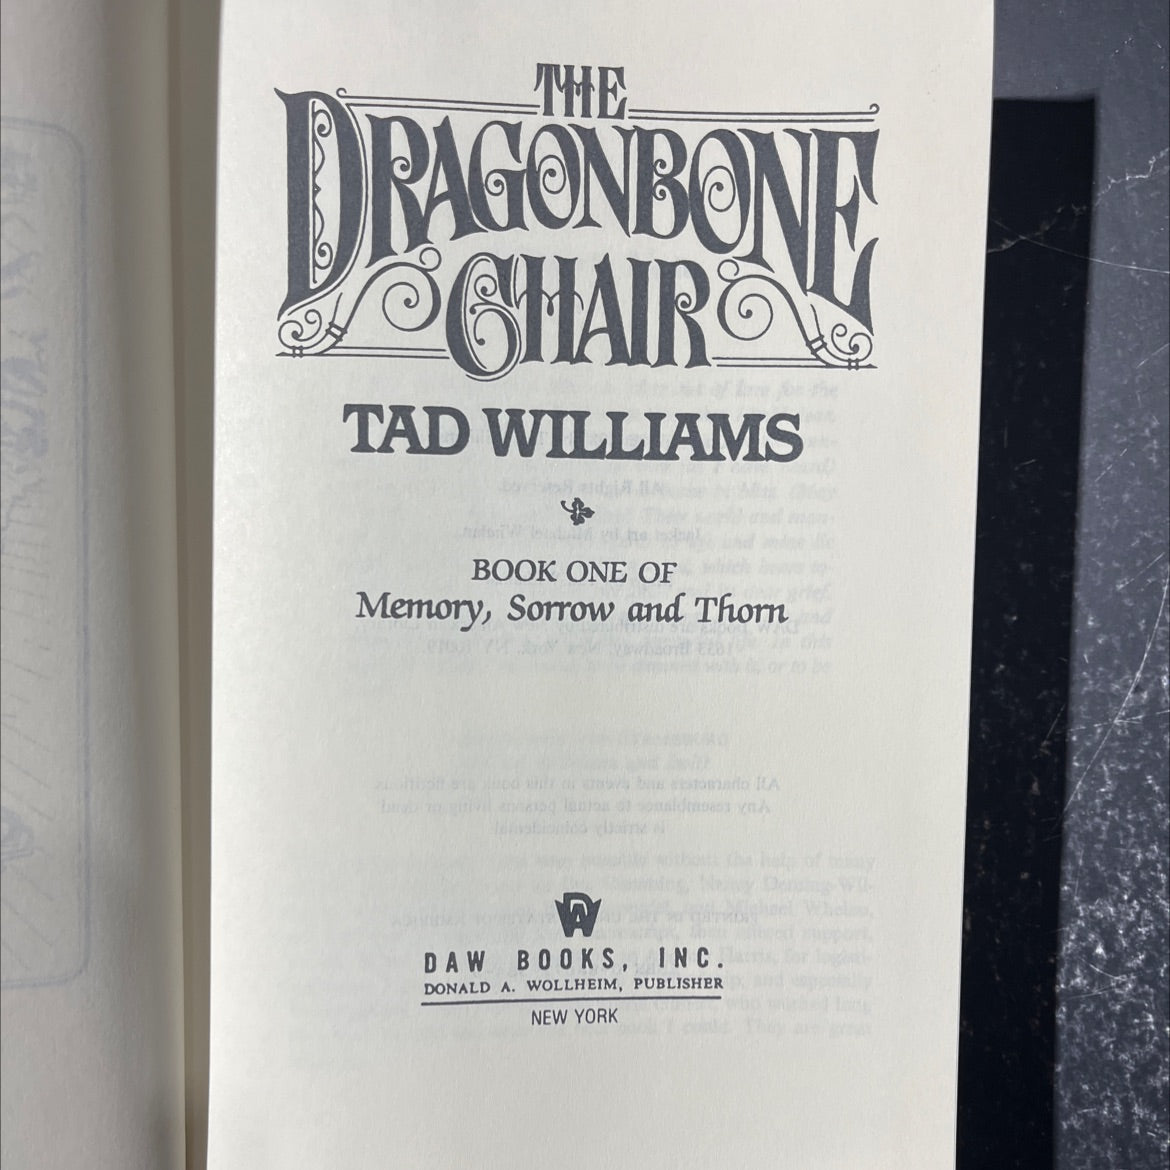 THE
DRAGONBONE
CHAIR
TAD WILLIAMS
BOOK ONE OF
Memory, Sorrow and Thorn
DAW BOOKS, INC.
DONALD A. WOLLHEIM, PUBLISHER
NEW YORK